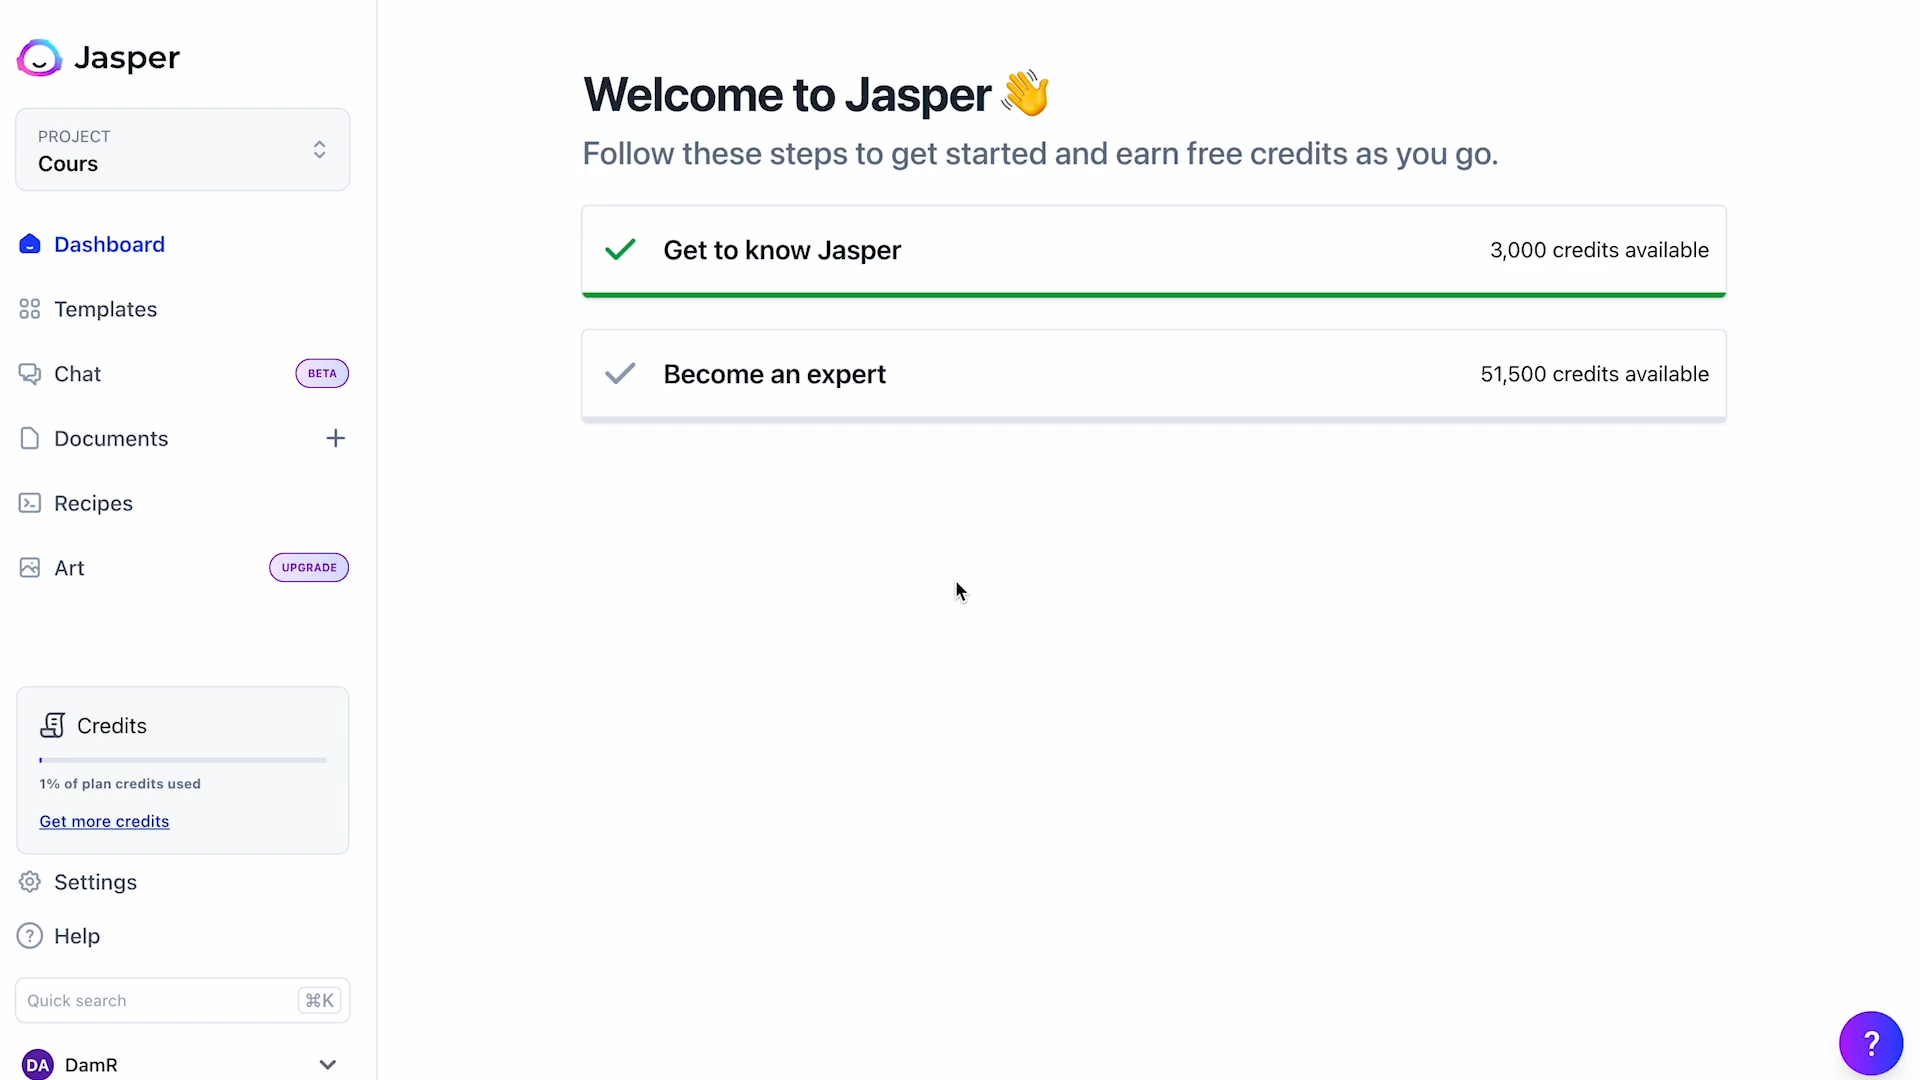 Jasper
PROJECT
Cours
Dashboard
Templates
Chat
BETA
Documents
Recipes
Art
UPGRADE
Credits
1% of plan credits used
Get more credits
Settings
Help
Quick search
⌘K
DA
DamR
Welcome to Jasper 👋
Follow these steps to get started and earn free credits as you go.
Get to know Jasper
3,000 credits available
Become an expert
51,500 credits available
?